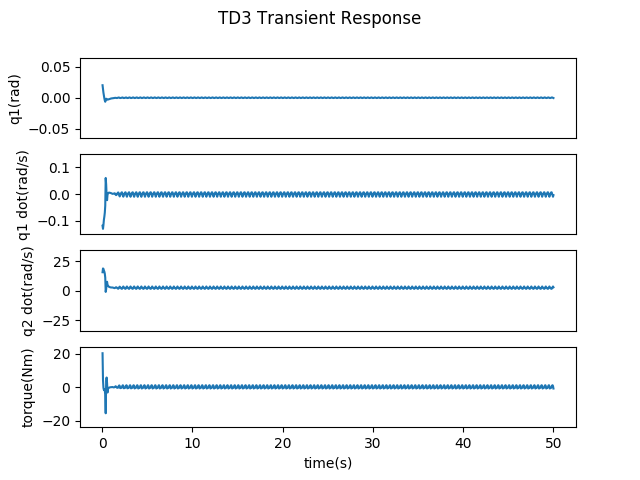 TD3 Transient Response
0.05
0.00
−0.05
q1(rad)
0.1
0.0
−0.1
q1 dot(rad/s)
25
0
−25
q2 dot(rad/s)
20
0
−20
torque(Nm)
0 10 20 30 40 50
time(s)